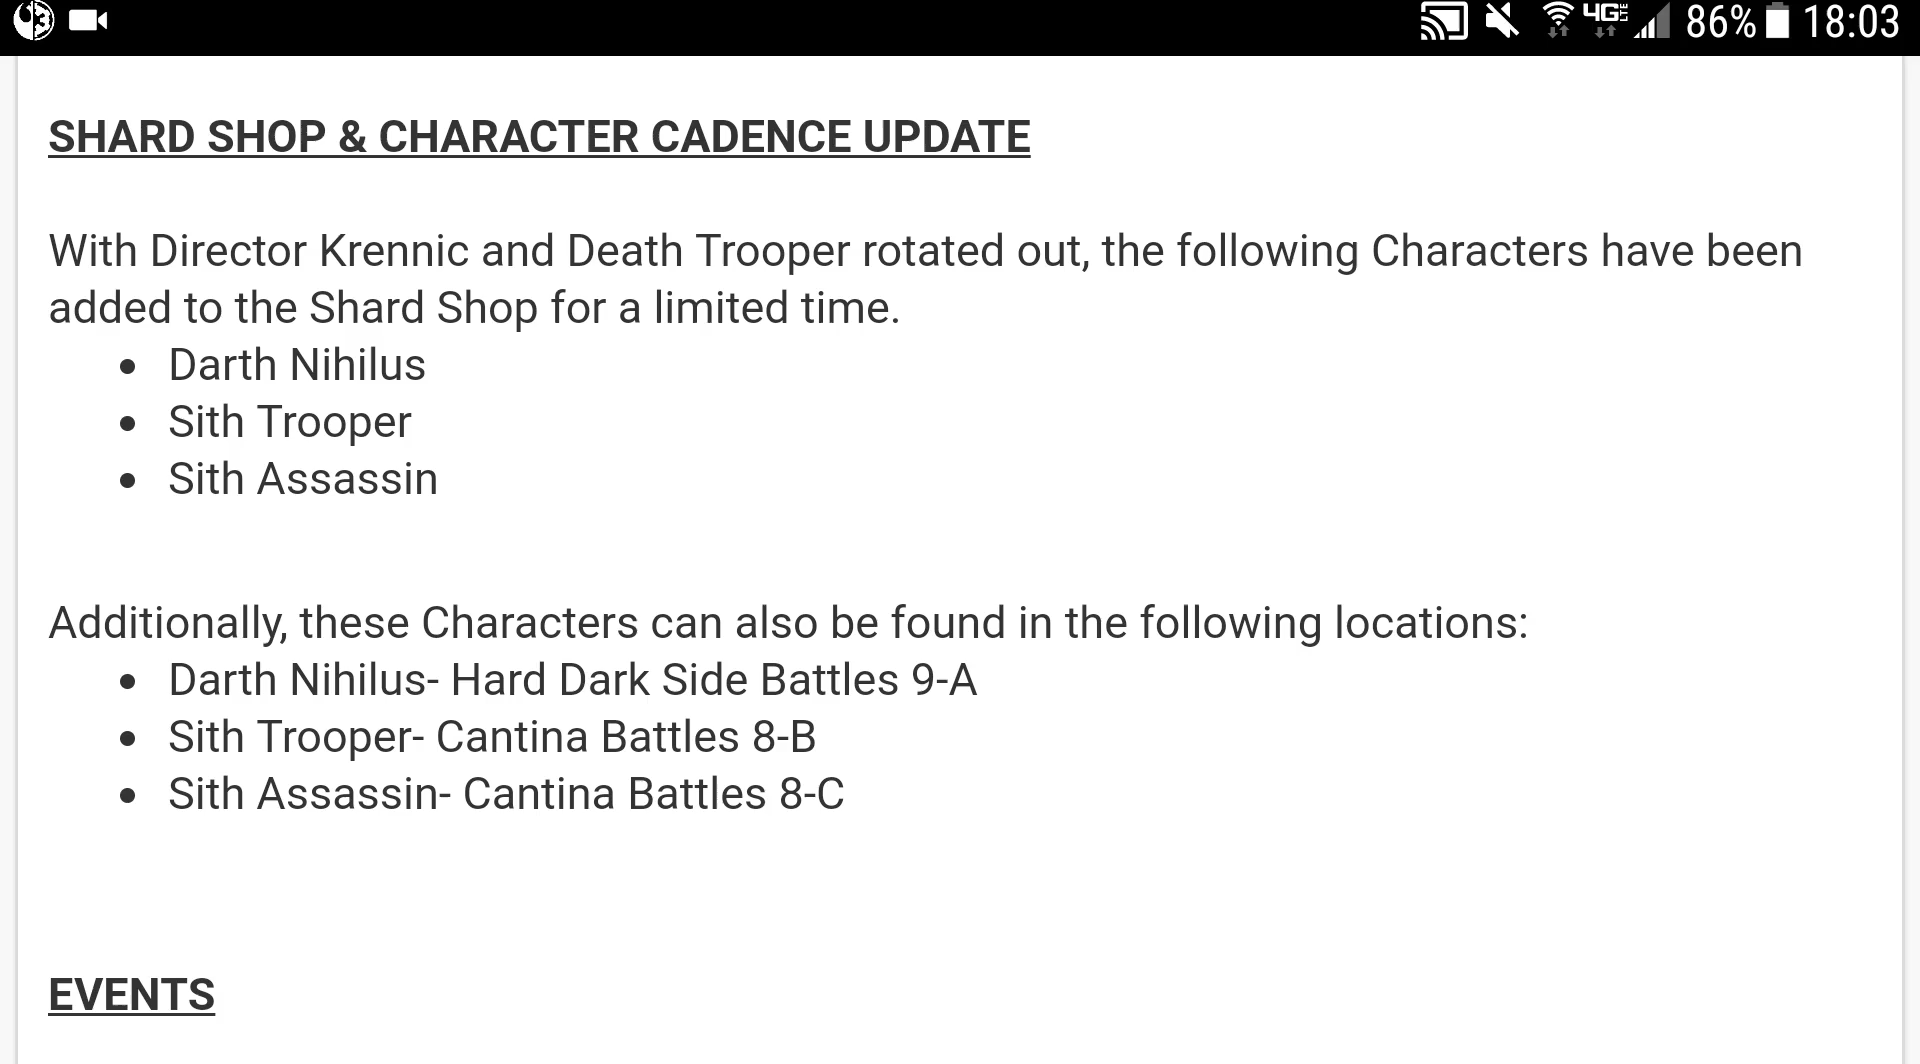 4G LTE 86% 18:03
SHARD SHOP & CHARACTER CADENCE UPDATE
With Director Krennic and Death Trooper rotated out, the following Characters have been
added to the Shard Shop for a limited time.
• Darth Nihilus
• Sith Trooper
• Sith Assassin
Additionally, these Characters can also be found in the following locations:
• Darth Nihilus- Hard Dark Side Battles 9-A
• Sith Trooper- Cantina Battles 8-B
• Sith Assassin- Cantina Battles 8-C
EVENTS